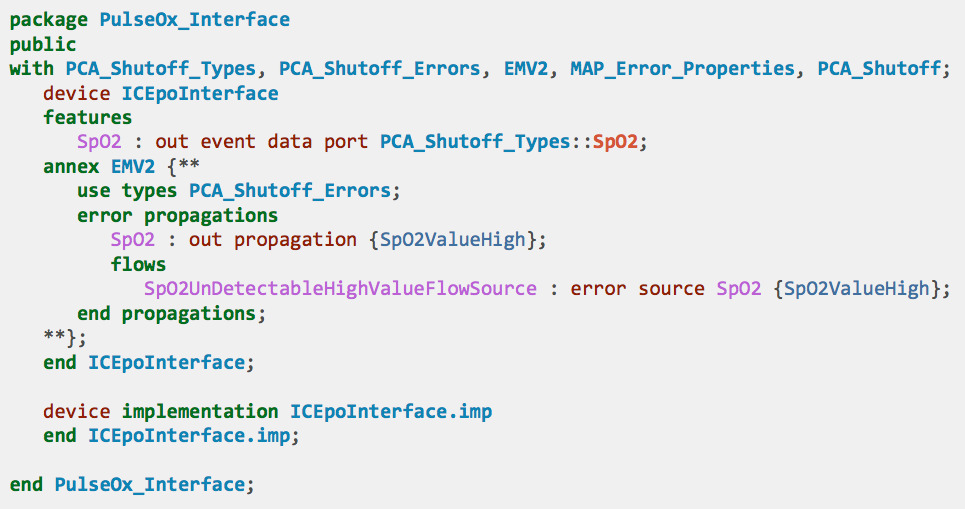 package PulseOx_Interface
public
with PCA_Shutoff_Types, PCA_Shutoff_Errors, EMV2, MAP_Error_Properties, PCA_Shutoff;
   device ICEpoInterface
   features
      SpO2 : out event data port PCA_Shutoff_Types::SpO2;
   annex EMV2 {**
      use types PCA_Shutoff_Errors;
      error propagations
         SpO2 : out propagation {SpO2ValueHigh};
         flows
            SpO2UnDetectableHighValueFlowSource : error source SpO2 {SpO2ValueHigh};
      end propagations;
   **};
   end ICEpoInterface;

   device implementation ICEpoInterface.imp
   end ICEpoInterface.imp;

end PulseOx_Interface;